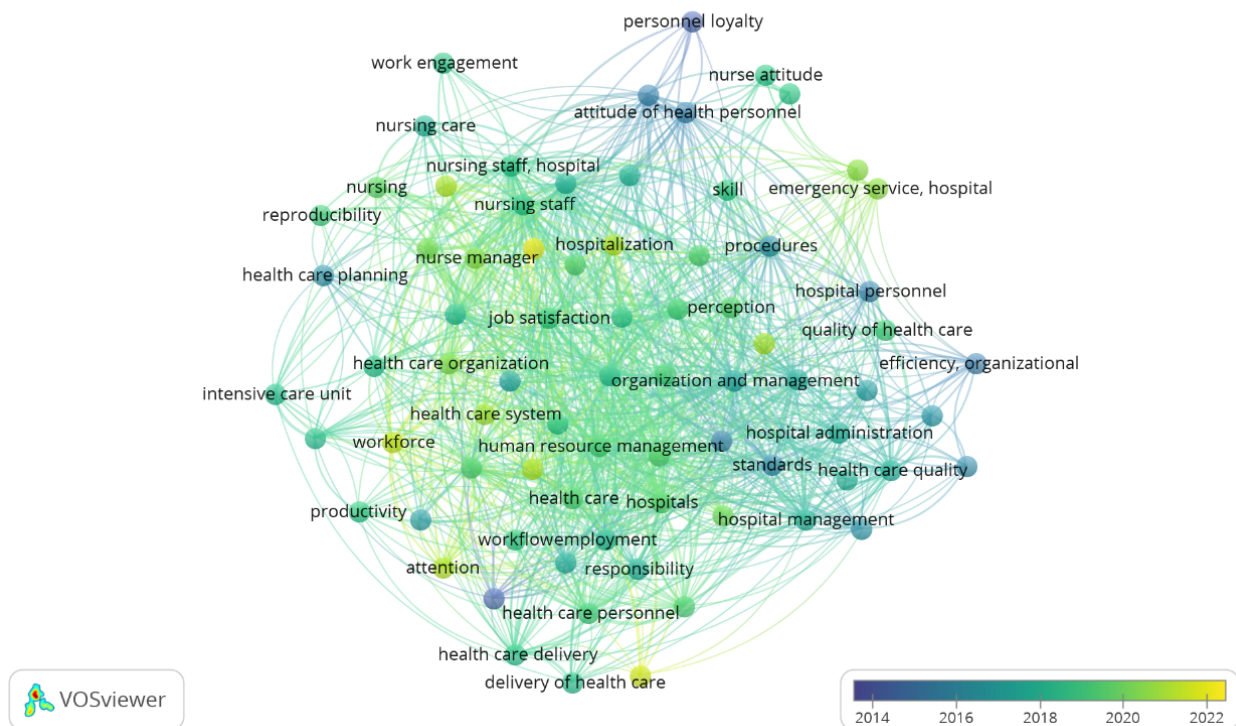 personnel loyalty
work engagement
nurse attitude
attitude of health personnel
nursing care
nursing staff, hospital
nursing
skill
emergency service, hospital
nursing staff
reproducibility
hospitalization
procedures
nurse manager
health care planning
hospital personnel
perception
job satisfaction
quality of health care
health care organization
efficiency, organizational
organization and management
intensive care unit
health care system
hospital administration
workforce
human resource management
standards
health care quality
health care
hospitals
productivity
hospital management
workflow
employment
attention
responsibility
health care personnel
health care delivery
delivery of health care
VOSviewer
2014 2016 2018 2020 2022